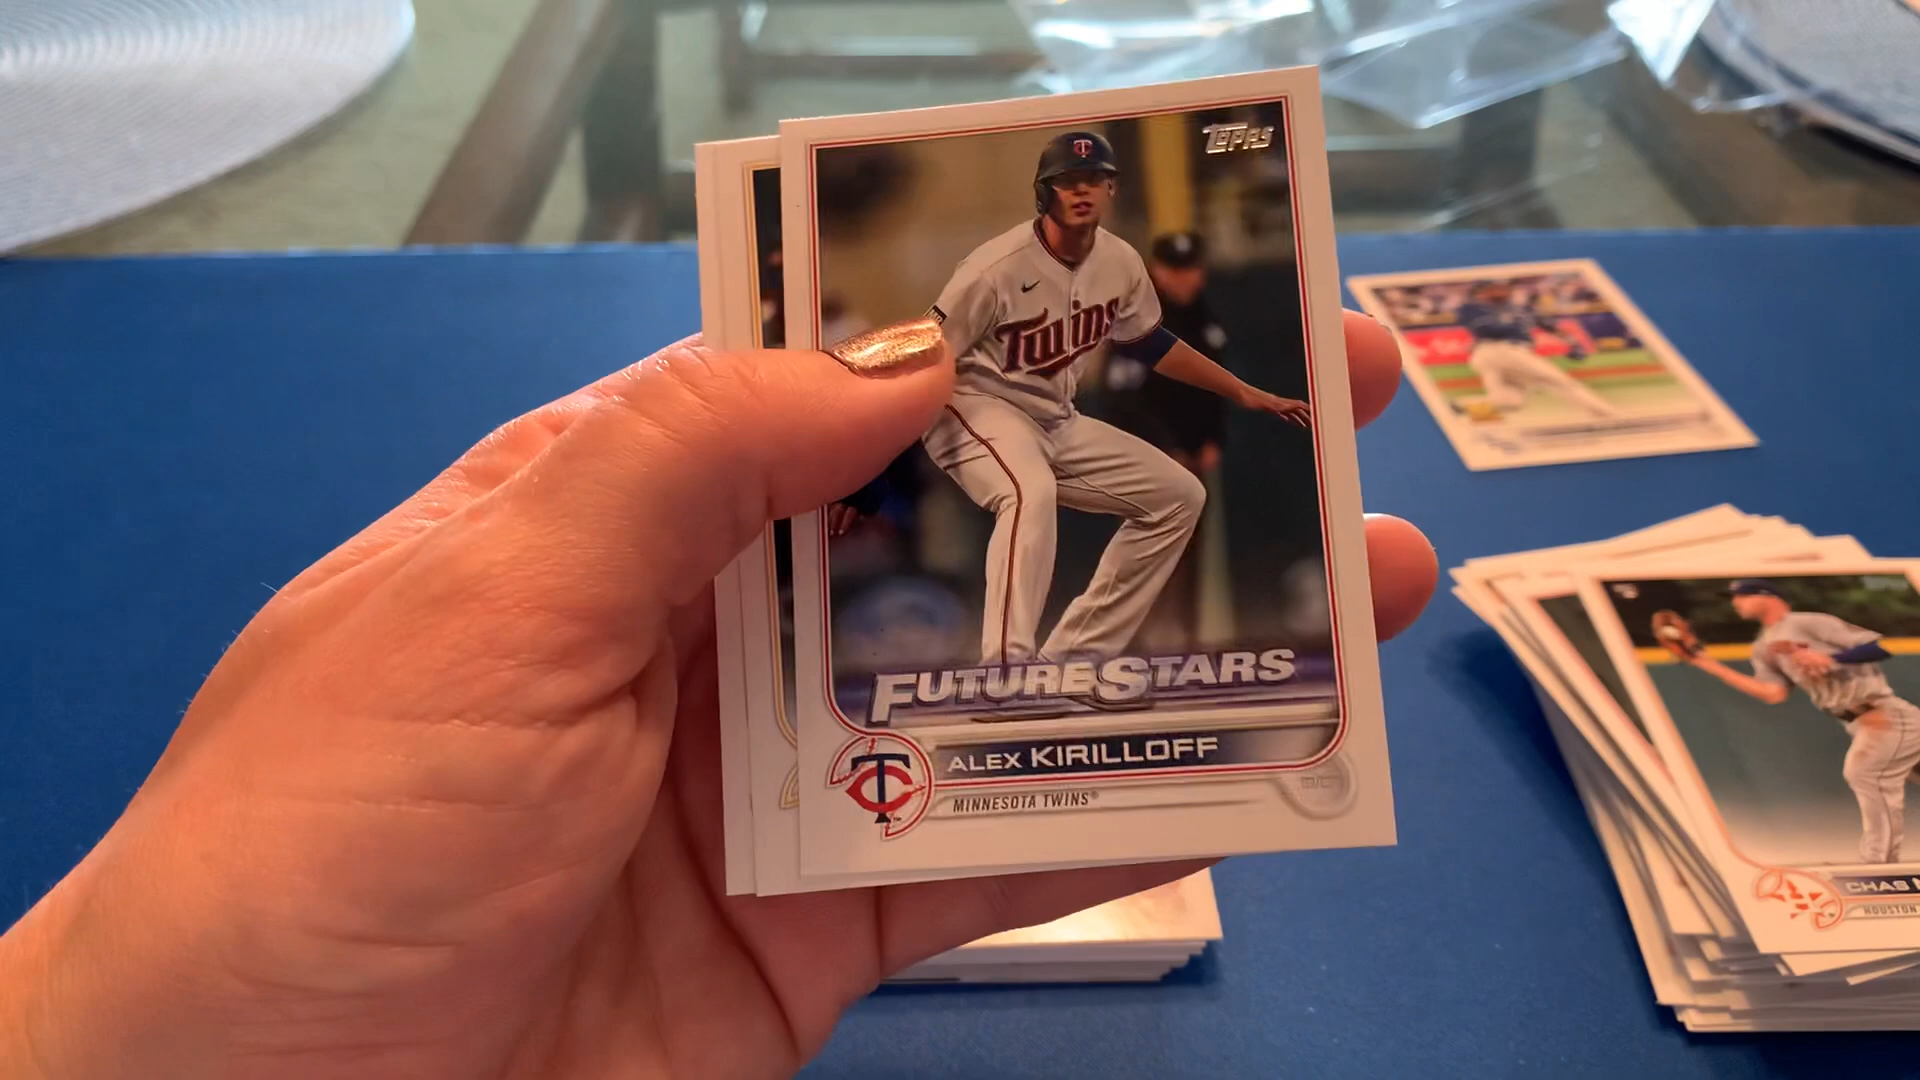 Topps
Twins
FUTURE STARS
ALEX KIRILLOFF
MINNESOTA TWINS®
CHAS
HOUSTON